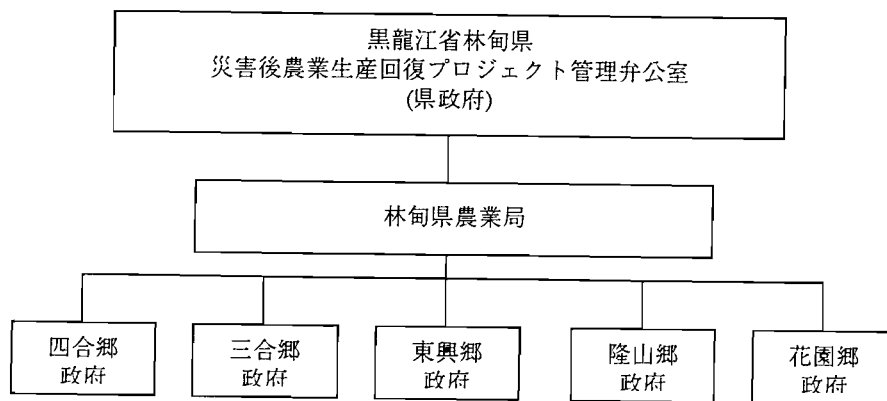 黒龍江省林甸県
災害後農業生産回復プロジェクト管理弁公室
(県政府)
林甸県農業局
四合郷
政府
三合郷
政府
東興郷
政府
隆山郷
政府
花園郷
政府